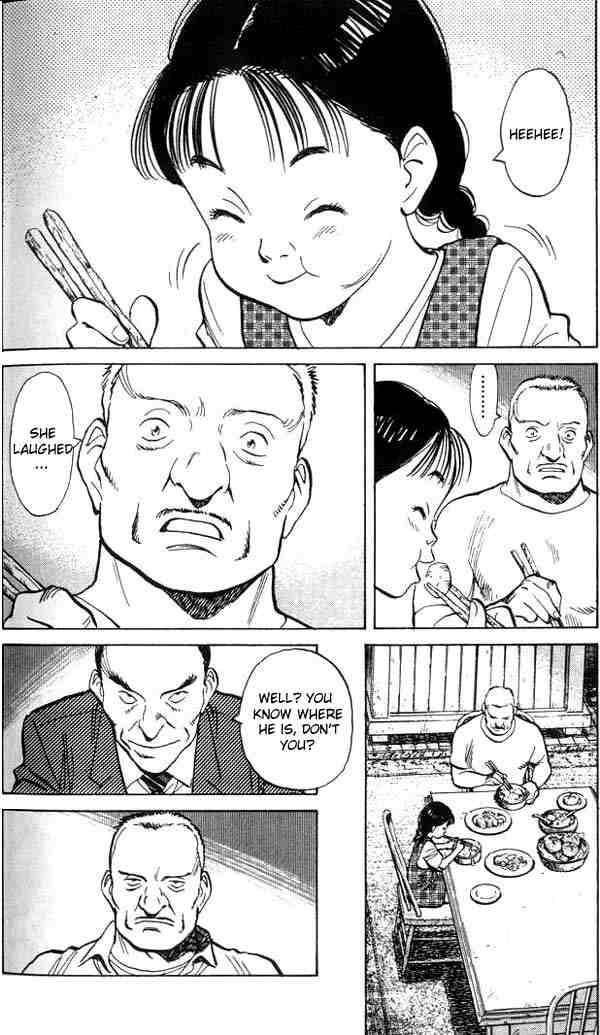 HEEHEE!
SHE
LAUGHED
...
......
WELL? YOU
KNOW WHERE
HE IS, DON'T
YOU?